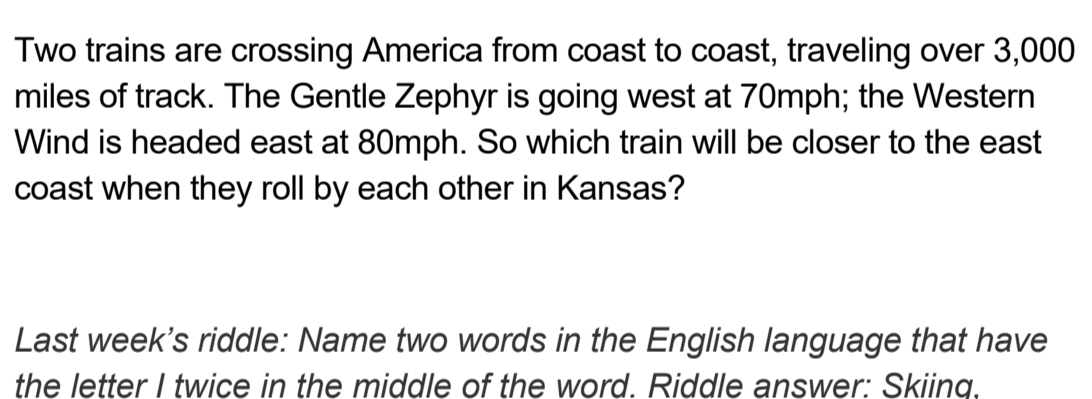 Two trains are crossing America from coast to coast, traveling over 3,000
miles of track. The Gentle Zephyr is going west at 70mph; the Western
Wind is headed east at 80mph. So which train will be closer to the east
coast when they roll by each other in Kansas?
Last week’s riddle: Name two words in the English language that have
the letter I twice in the middle of the word. Riddle answer: Skiing,